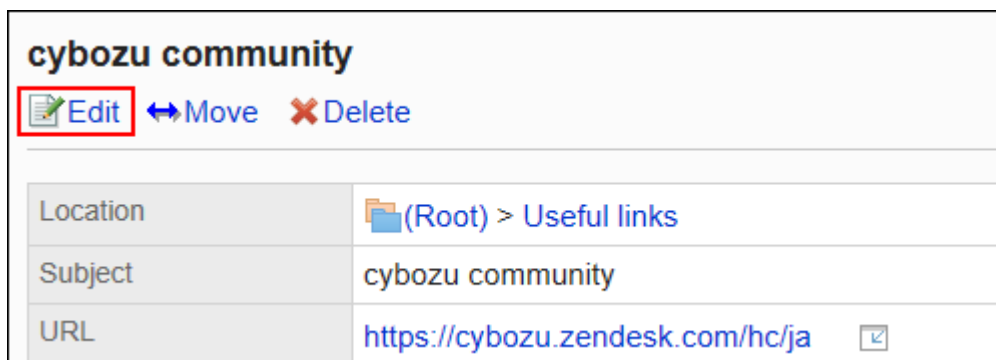 cybozu community
Edit Move Delete
Location (Root) > Useful links
Subject cybozu community
URL https://cybozu.zendesk.com/hc/ja